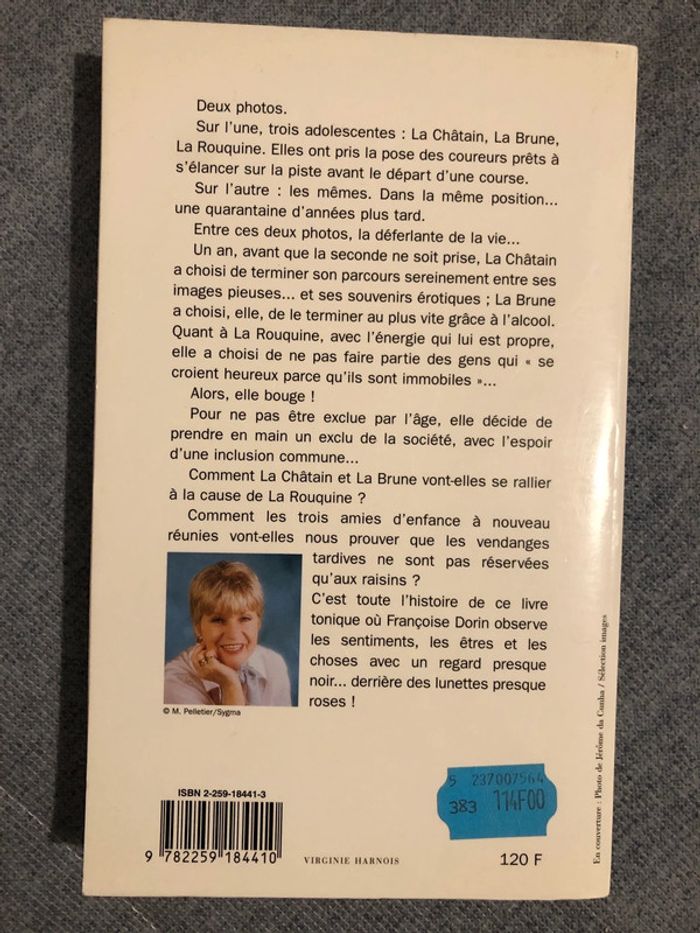 Deux photos.
Sur l'une, trois adolescentes : La Châtain, La Brune,
La Rouquine. Elles ont pris la pose des coureurs prêts à
s'élancer sur la piste avant le départ d'une course.
Sur l'autre : les mêmes. Dans la même position...
une quarantaine d'années plus tard.
Entre ces deux photos, la déferlante de la vie...
Un an, avant que la seconde ne soit prise, La Châtain
a choisi de terminer son parcours sereinement entre ses
images pieuses... et ses souvenirs érotiques ; La Brune
a choisi, elle, de le terminer au plus vite grâce à l'alcool.
Quant à La Rouquine, avec l'énergie qui lui est propre,
elle a choisi de ne pas faire partie des gens qui « se
croient heureux parce qu'ils sont immobiles »...
Alors, elle bouge !
Pour ne pas être exclue par l'âge, elle décide de
prendre en main un exclu de la société, avec l'espoir
d'une inclusion commune...
Comment La Châtain et La Brune vont-elles se rallier
à la cause de La Rouquine ?
Comment les trois amies d'enfance à nouveau
réunies vont-elles nous prouver que les vendanges
tardives ne sont pas réservées
qu'aux raisins ?
C'est toute l'histoire de ce livre
tonique où Françoise Dorin observe
les sentiments, les êtres et les
choses avec un regard presque
noir... derrière des lunettes presque
roses !
© M. Pelletier/Sygma
ISBN 2-259-18441-3
9 782259 184410
VIRGINIE HARNOIS
5 237007564
383 114F00
120 F
En couverture : Photo de Jérôme da Cunha / Sélection images